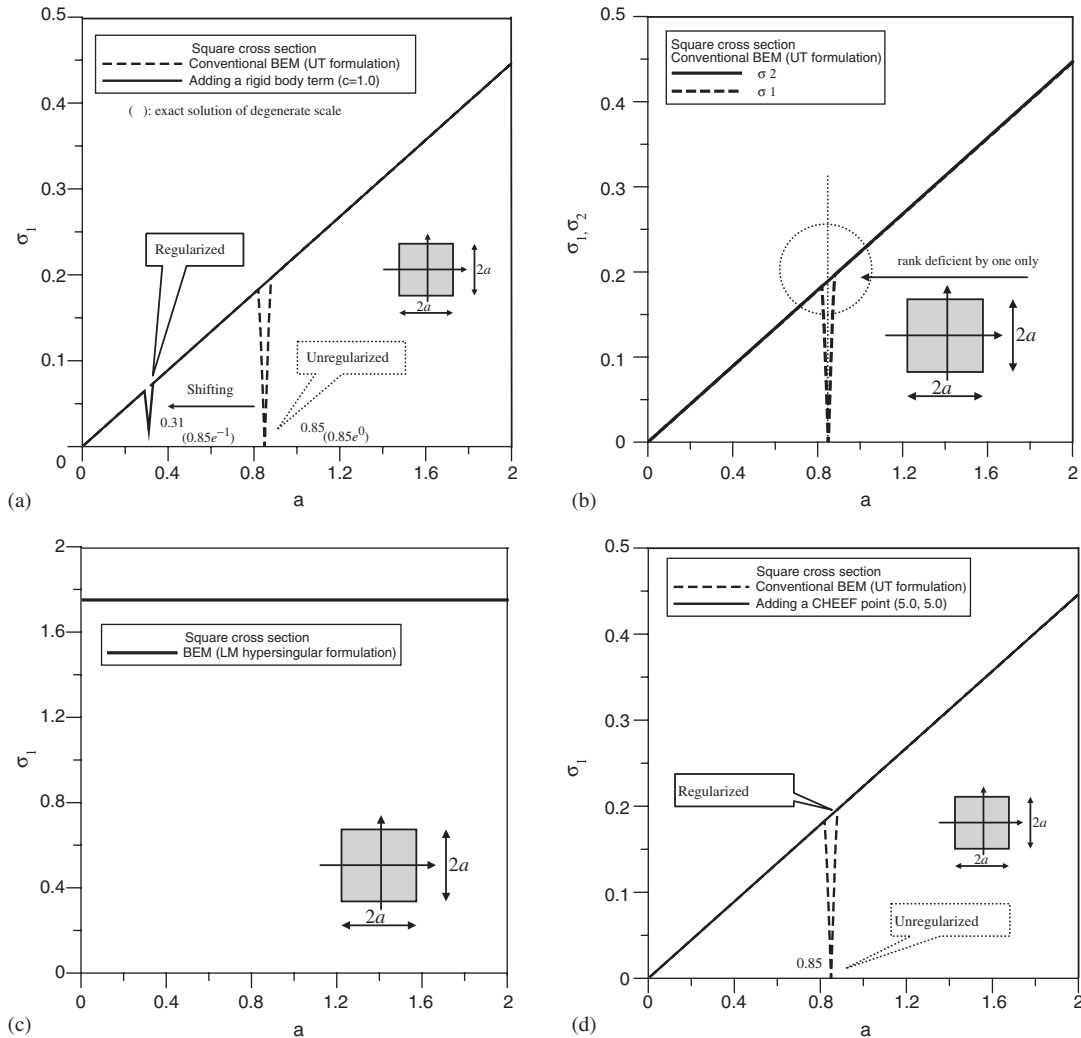 0.5
0.4
0.3
0.2
0.1
0
σ1
Square cross section
Conventional BEM (UT formulation)
Adding a rigid body term (c=1.0)
( ): exact solution of degenerate scale
Regularized
2a
2a
Unregularized
Shifting
0.31
(0.85e⁻¹)
0.85
(0.85e⁰)
0 0.4 0.8 1.2 1.6 2
(a)
a
0.5
0.4
0.3
0.2
0.1
0
σ1, σ2
Square cross section
Conventional BEM (UT formulation)
σ 2
σ 1
rank deficient by one only
2a
2a
0 0.4 0.8 1.2 1.6 2
(b)
a
2
1.6
1.2
0.8
0.4
0
σ1
Square cross section
BEM (LM hypersingular formulation)
2a
2a
0 0.4 0.8 1.2 1.6 2
(c)
a
0.5
0.4
0.3
0.2
0.1
0
σ1
Square cross section
Conventional BEM (UT formulation)
Adding a CHEEF point (5.0, 5.0)
Regularized
2a
2a
Unregularized
0.85
0 0.4 0.8 1.2 1.6 2
(d)
a